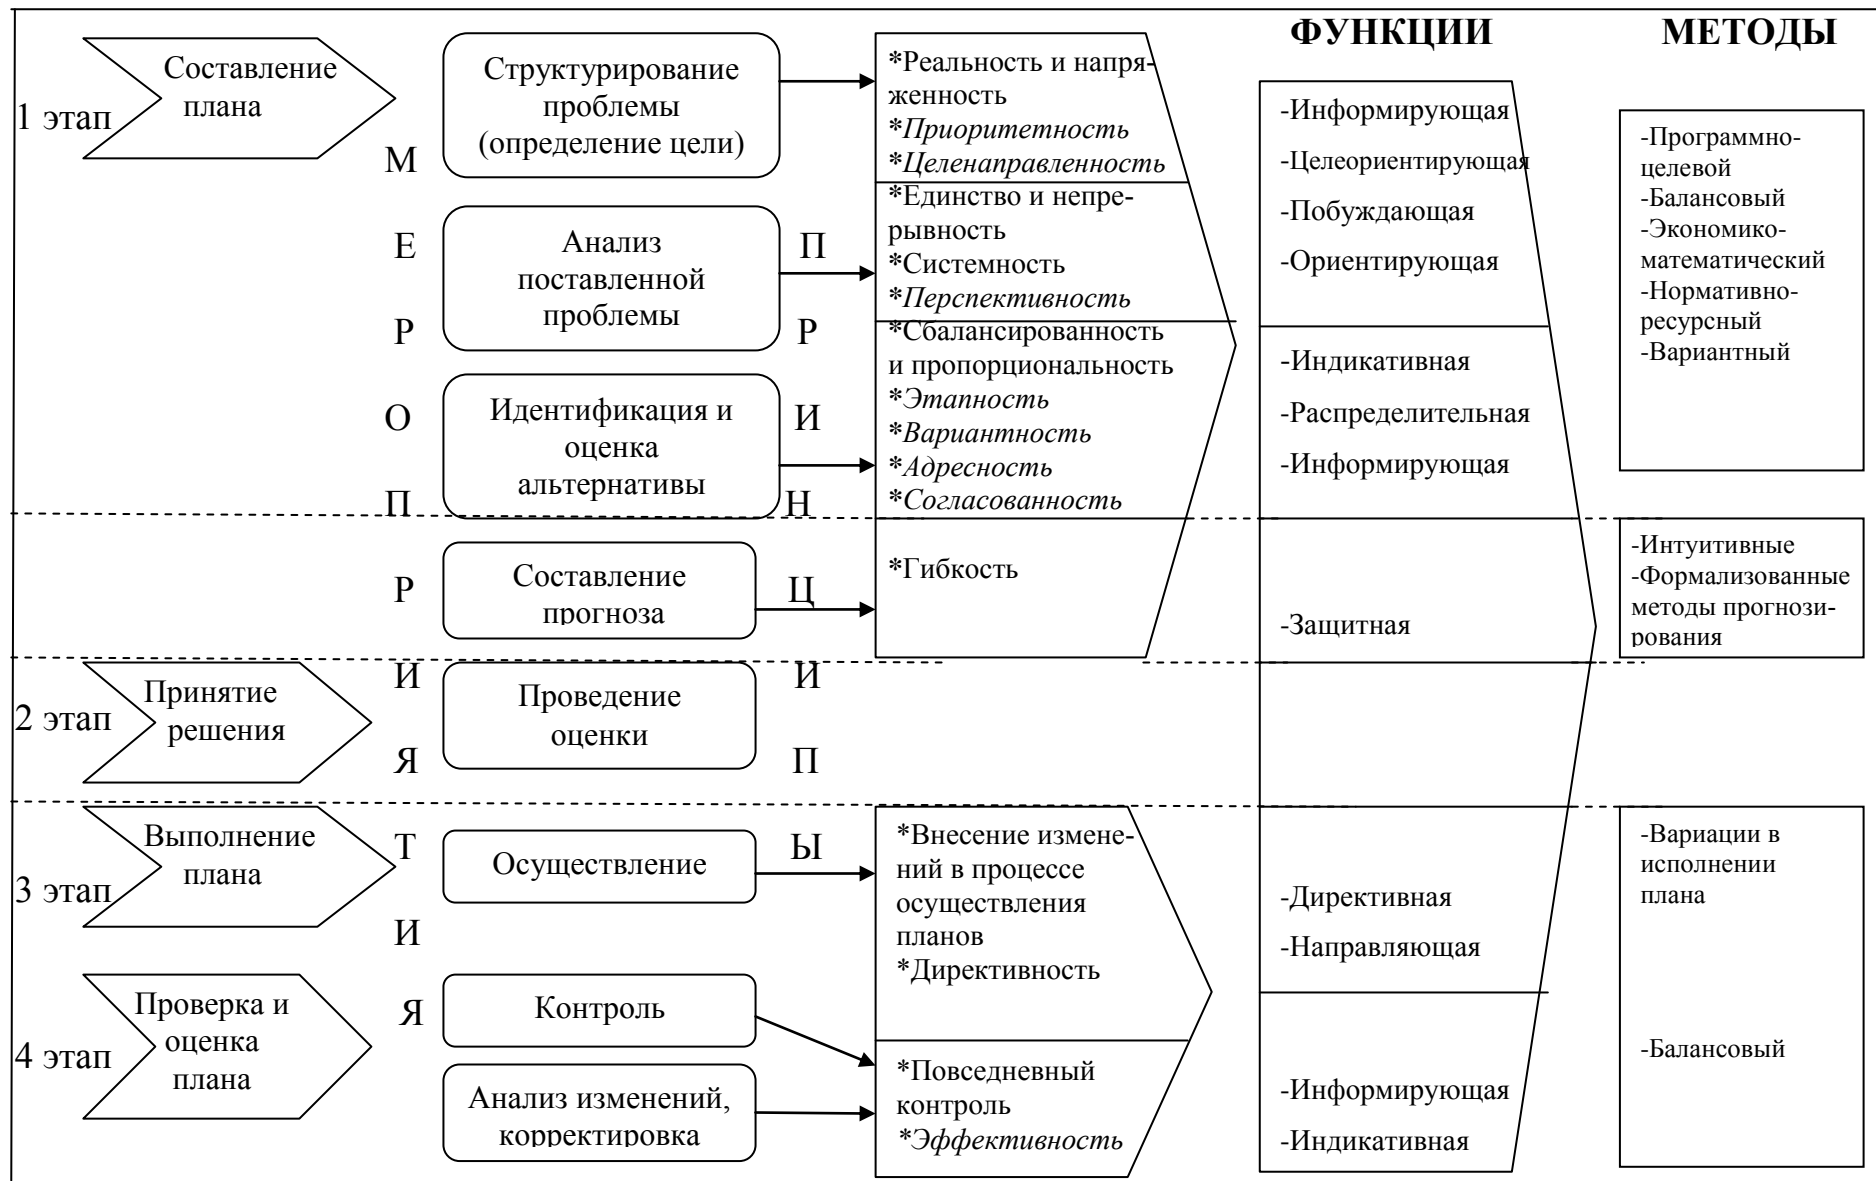 ФУНКЦИИ
МЕТОДЫ
1 этап
Составление
плана
Структурирование
проблемы
(определение цели)
*Реальность и напря-
женность
*Приоритетность
*Целенаправленность
-Информирующая
-Целеориентирующая
-Побуждающая
-Ориентирующая
-Программно-
целевой
-Балансовый
-Экономико-
математический
-Нормативно-
ресурсный
-Вариантный
М
Е
Р
О
П
Р
И
Я
Т
И
Я
Анализ
поставленной
проблемы
П
Р
И
Н
Ц
И
П
Ы
*Единство и непре-
рывность
*Системность
*Перспективность
Идентификация и
оценка
альтернативы
*Сбалансированность
и пропорциональность
*Этапность
*Вариантность
*Адресность
*Согласованность
-Индикативная
-Распределительная
-Информирующая
Составление
прогноза
*Гибкость
-Защитная
-Интуитивные
-Формализованные
методы прогнози-
рования
2 этап
Принятие
решения
Проведение
оценки
3 этап
Выполнение
плана
Осуществление
*Внесение измене-
ний в процессе
осуществления
планов
*Директивность
-Директивная
-Направляющая
-Вариации в
исполнении
плана
4 этап
Проверка и
оценка
плана
Контроль
Анализ изменений,
корректировка
*Повседневный
контроль
*Эффективность
-Информирующая
-Индикативная
-Балансовый